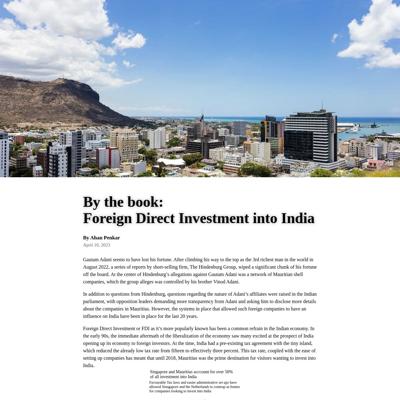 By the book:
Foreign Direct Investment into India
By Ahan Penkar
April 10, 2023
Gautam Adani seems to have lost his fortune. After climbing his way to the top as the 3rd richest man in the world in
August 2022, a series of reports by short-selling firm, The Hindenburg Group, wiped a significant chunk of his fortune
off the board. At the center of Hindenburg's allegations against Gautam Adani was a network of Mauritian shell
companies, which the group alleges was controlled by his brother Vinod Adani.
In addition to questions from Hindenburg, questions regarding the nature of Adani's affiliates were raised in the Indian
parliament, with opposition leaders demanding more transparency from Adani and asking him to disclose more details
about the companies in Mauritius. However, the systems in place that allowed such foreign companies to have an
influence on India have been in place for the last 20 years.
Foreign Direct Investment or FDI as it's more popularly known has been a common refrain in the Indian economy. In
the early 90s, the immediate aftermath of the liberalization of the economy saw many excited at the prospect of India
opening up its economy to foreign investors. At the time, India had a pre-existing tax agreement with the tiny island,
which reduced the already low tax rate from fifteen to effectively three percent. This tax rate, coupled with the ease of
setting up companies has meant that until 2018, Mauritius was the prime destination for visitors wanting to invest into
India.
Singapore and Mauritius account for over 50%
of all investment into India
Favourable Tax laws and easier administrative set-ups have
allowed Singapore and the Netherlands to coming as homes
for companies looking to invest into India